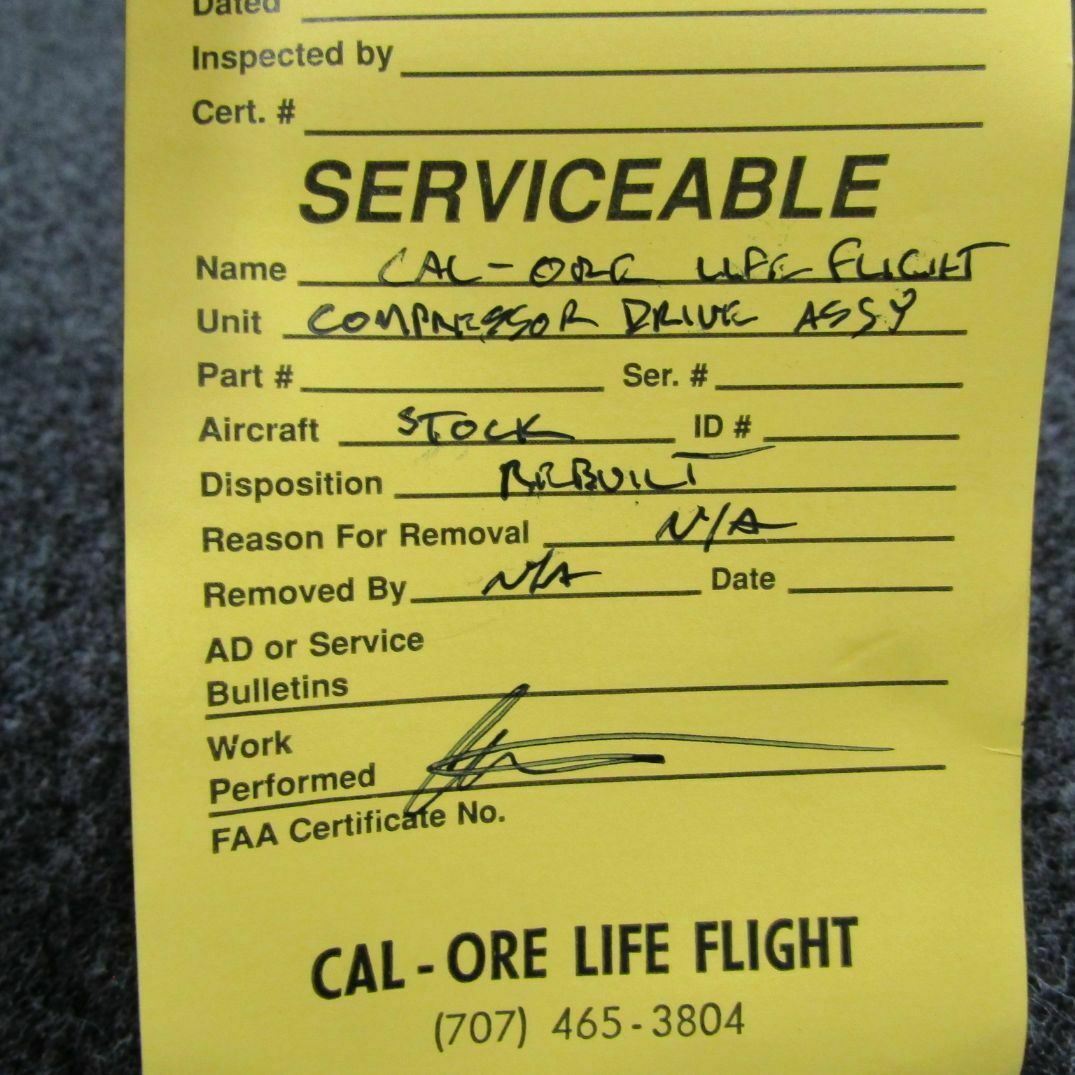 Dated
Inspected by
Cert. #
SERVICEABLE
Name CAL-ORE LIFE FLIGHT
Unit COMPRESSOR DRIVE ASSY
Part # Ser. #
Aircraft STOCK ID #
Disposition REBUILT
Reason For Removal N/A
Removed By N/A Date
AD or Service
Bulletins
Work
Performed
FAA Certificate No.
CAL-ORE LIFE FLIGHT
(707) 465-3804